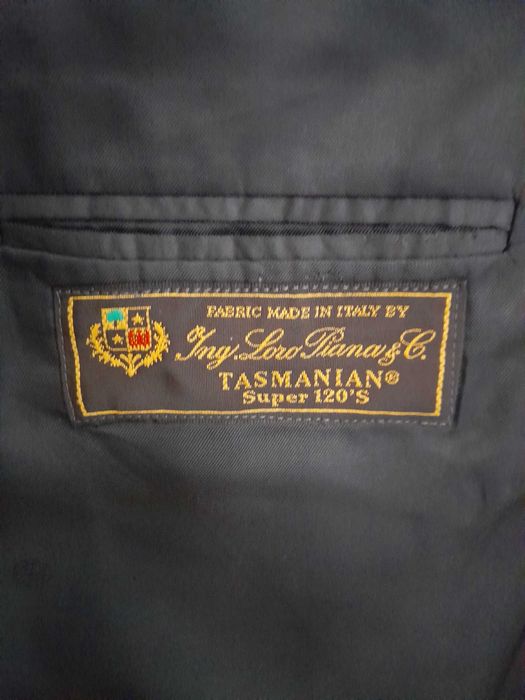 FABRIC MADE IN ITALY BY
Ing. Loro Piana & C.
TASMANIAN®
Super 120'S